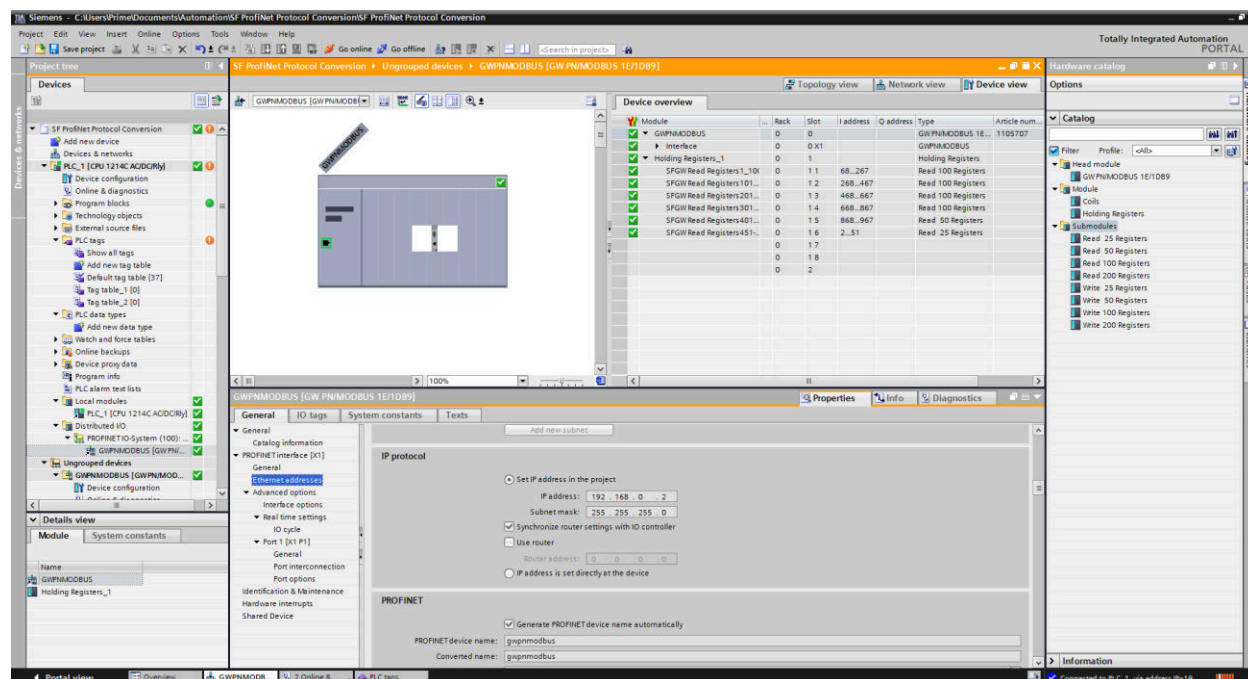 Siemens - C:\Users\Prime\Documents\Automation\SF ProfiNet Protocol Conversion\SF ProfiNet Protocol Conversion
Project Edit View Insert Online Options Tools Window Help
Save project
Go online
Go offline
<Search in project>
Totally Integrated Automation
PORTAL
Project tree
Devices
Devices & networks
SF ProfiNet Protocol Conversion
Add new device
Devices & networks
PLC_1 [CPU 1214C AC/DC/Rly]
Device configuration
Online & diagnostics
Program blocks
Technology objects
External source files
PLC tags
Show all tags
Add new tag table
Default tag table [37]
Tag table_1 [0]
Tag table_2 [0]
PLC data types
Add new data type
Watch and force tables
Online backups
Device proxy data
Program info
PLC alarm text lists
Local modules
PLC_1 [CPU 1214C AC/DC/Rly]
Distributed I/O
PROFINET IO-System (100): ...
GWPNMODBUS [GW PN/...
Ungrouped devices
GWPNMODBUS [GW PN/MOD...
Device configuration
Details view
Module
System constants
Name
GWPNMODBUS
Holding Registers_1
SF ProfiNet Protocol Conversion
Ungrouped devices
GWPNMODBUS [GW PN/MODBUS 1E/1DB9]
Topology view
Network view
Device view
GWPNMODBUS
100%
Device overview
Module ... Rack Slot I address Q address Type Article num...
GWPNMODBUS 0 0 GW PN/MODBUS 1E... 1105707
Interface 0 0 X1 GWPNMODBUS
Holding Registers_1 0 1 Holding Registers
SFGW Read Registers1_100 0 1 1 68...267 Read 100 Registers
SFGW Read Registers101... 0 1 2 268...467 Read 100 Registers
SFGW Read Registers201... 0 1 3 468...667 Read 100 Registers
SFGW Read Registers301... 0 1 4 668...867 Read 100 Registers
SFGW Read Registers401... 0 1 5 868...967 Read 50 Registers
SFGW Read Registers451-... 0 1 6 2...51 Read 25 Registers
0 1 7
0 1 8
0 2
GWPNMODBUS [GW PN/MODBUS 1E/1DB9]
Properties
Info
Diagnostics
General
IO tags
System constants
Texts
General
Catalog information
PROFINET interface [X1]
General
Ethernet addresses
Advanced options
Interface options
Real time settings
IO cycle
Port 1 [X1 P1]
General
Port interconnection
Port options
Identification & Maintenance
Hardware interrupts
Shared Device
Add new subnet
IP protocol
Set IP address in the project
IP address: 192 . 168 . 0 . 2
Subnet mask: 255 . 255 . 255 . 0
Synchronize router settings with IO controller
Use router
Router address: 0 . 0 . 0 . 0
IP address is set directly at the device
PROFINET
Generate PROFINET device name automatically
PROFINET device name: gwpnmodbus
Converted name: gwpnmodbus
Hardware catalog
Options
Catalog
Filter
Profile: <All>
Head module
GW PN/MODBUS 1E/1DB9
Module
Coils
Holding Registers
Submodules
Read 25 Registers
Read 50 Registers
Read 100 Registers
Read 200 Registers
Write 25 Registers
Write 50 Registers
Write 100 Registers
Write 200 Registers
Information
Portal view
Overview
GWPNMODB...
Online &
PLC tags
Connected to PLC_1, via address IP=19